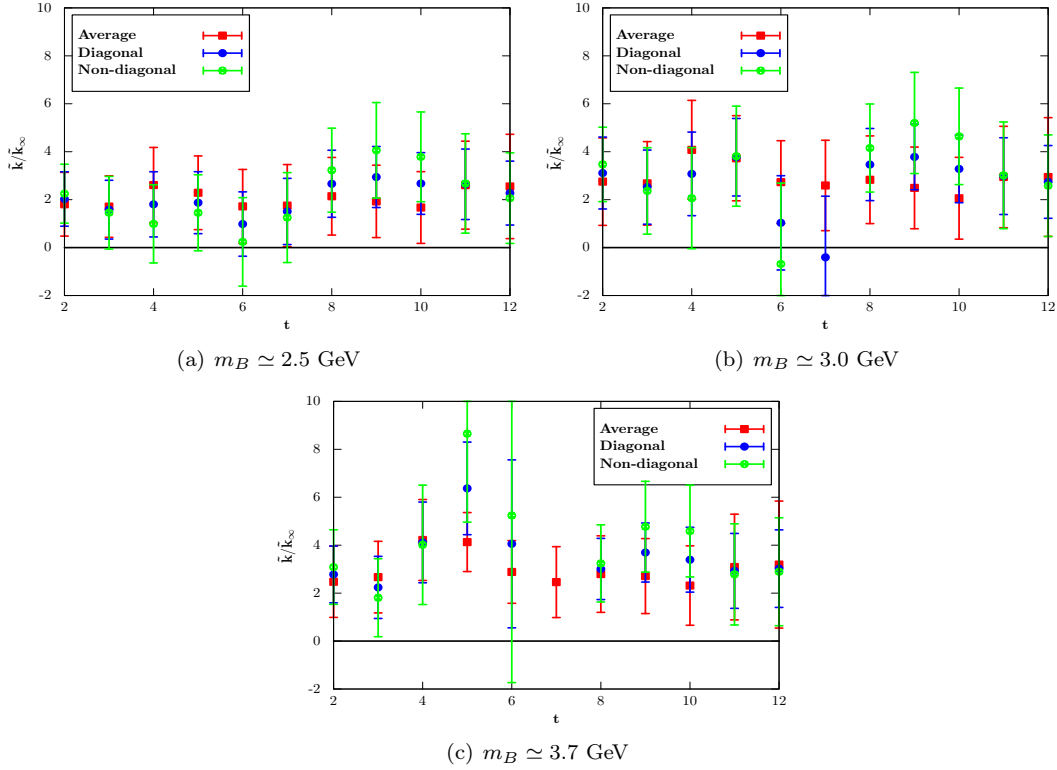 10
8
6
4
2
0
-2
k̃/k̃∞
Average
Diagonal
Non-diagonal
2 4 6 8 10 12
t
(a) m_B ≃ 2.5 GeV
10
8
6
4
2
0
-2
k̃/k̃∞
Average
Diagonal
Non-diagonal
2 4 6 8 10 12
t
(b) m_B ≃ 3.0 GeV
10
8
6
4
2
0
-2
k̃/k̃∞
Average
Diagonal
Non-diagonal
2 4 6 8 10 12
t
(c) m_B ≃ 3.7 GeV